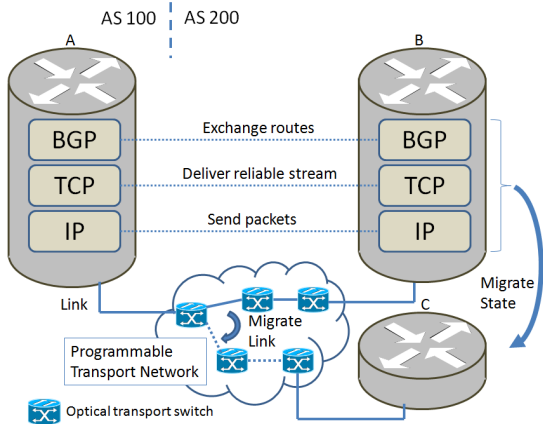 AS 100
AS 200
A
B
BGP
Exchange routes
BGP
TCP
Deliver reliable stream
TCP
IP
Send packets
IP
Link
C
Migrate
State
Migrate
Link
Programmable
Transport Network
Optical transport switch